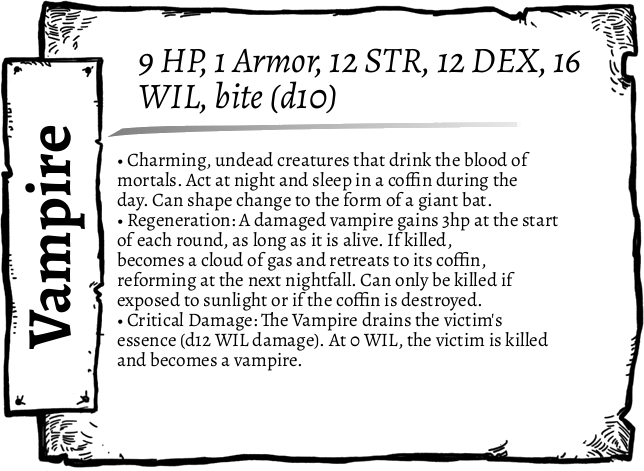 Vampire
9 HP, 1 Armor, 12 STR, 12 DEX, 16
WIL, bite (d10)
• Charming, undead creatures that drink the blood of
mortals. Act at night and sleep in a coffin during the
day. Can shape change to the form of a giant bat.
• Regeneration: A damaged vampire gains 3hp at the start
of each round, as long as it is alive. If killed,
becomes a cloud of gas and retreats to its coffin,
reforming at the next nightfall. Can only be killed if
exposed to sunlight or if the coffin is destroyed.
• Critical Damage: The Vampire drains the victim's
essence (d12 WIL damage). At 0 WIL, the victim is killed
and becomes a vampire.